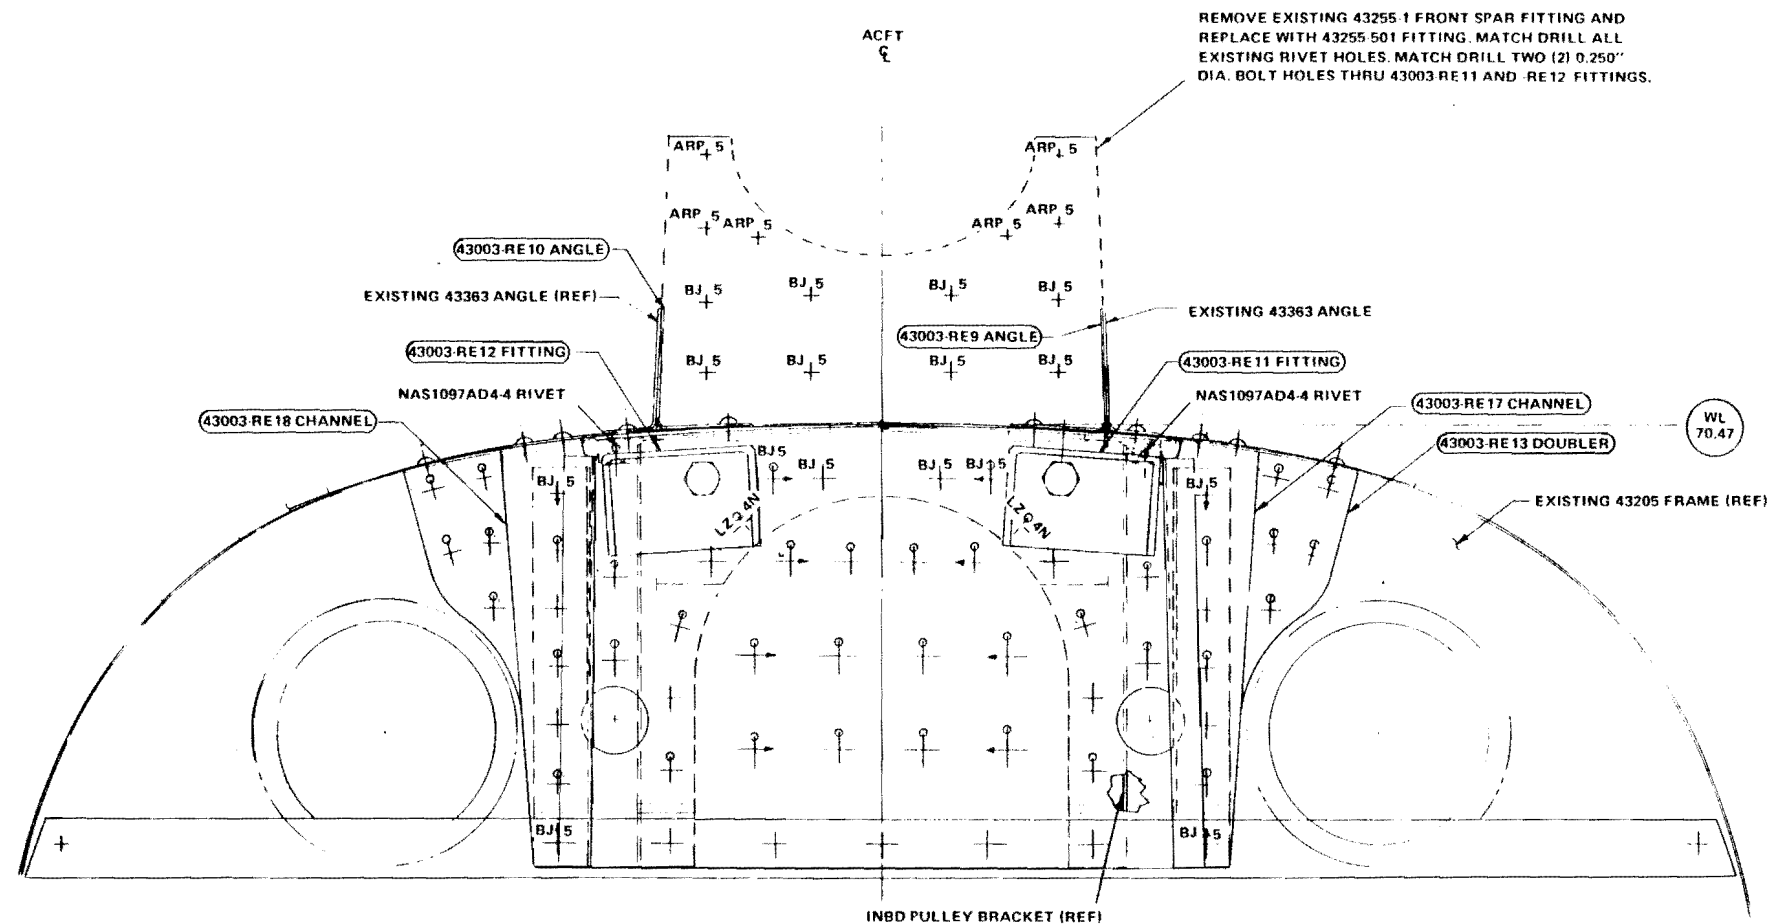 REMOVE EXISTING 43255-1 FRONT SPAR FITTING AND
REPLACE WITH 43255-501 FITTING. MATCH DRILL ALL
EXISTING RIVET HOLES. MATCH DRILL TWO (2) 0.250"
DIA. BOLT HOLES THRU 43003-RE11 AND -RE12 FITTINGS.
ACFT
℄
ARP 5
ARP 5
ARP 5
ARP 5
ARP 5
ARP 5
43003-RE10 ANGLE
EXISTING 43363 ANGLE (REF)
BJ 5
BJ 5
BJ 5
BJ 5
EXISTING 43363 ANGLE
43003-RE9 ANGLE
43003-RE12 FITTING
BJ 5
BJ 5
BJ 5
BJ 5
43003-RE11 FITTING
NAS1097AD4-4 RIVET
NAS1097AD4-4 RIVET
43003-RE18 CHANNEL
43003-RE17 CHANNEL
WL
70.47
43003-RE13 DOUBLER
BJ 5
BJ 5
BJ 5
BJ 5
BJ 5
BJ 5
LZQ 4N
LZQ 4N
EXISTING 43205 FRAME (REF)
BJ 5
BJ 5
INBD PULLEY BRACKET (REF)